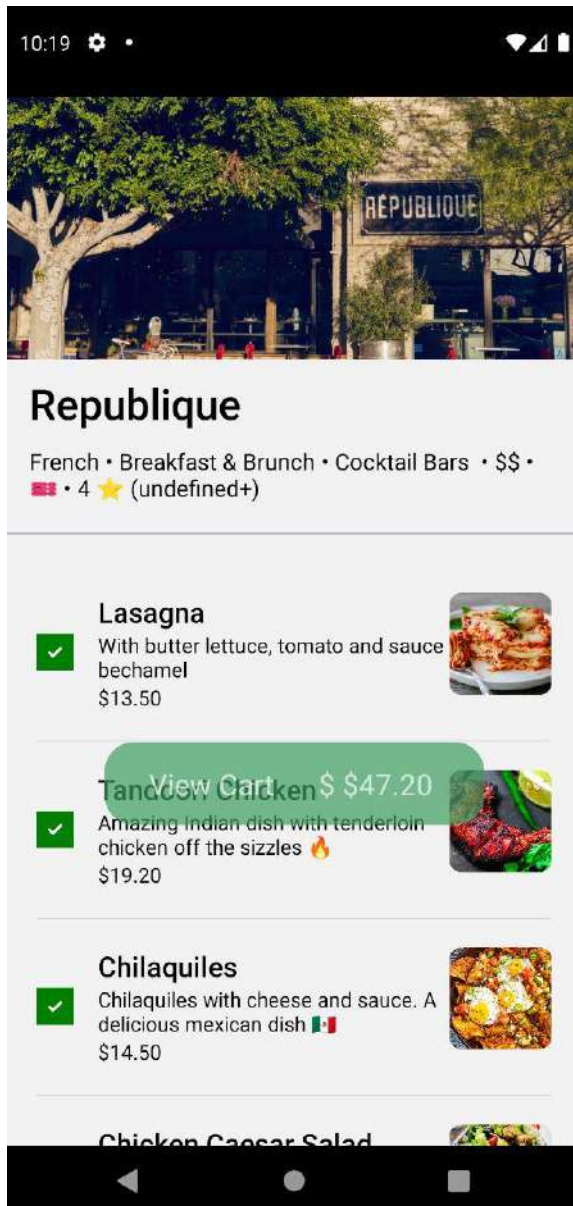 10:19
RÉPUBLIQUE
Republique
French • Breakfast & Brunch • Cocktail Bars • $$ •
🎫 • 4 ⭐ (undefined+)
Lasagna
With butter lettuce, tomato and sauce
bechamel
$13.50
View Cart $ $47.20
Tandoori Chicken
Amazing Indian dish with tenderloin
chicken off the sizzles 🔥
$19.20
Chilaquiles
Chilaquiles with cheese and sauce. A
delicious mexican dish 🇲🇽
$14.50
Chicken Caesar Salad